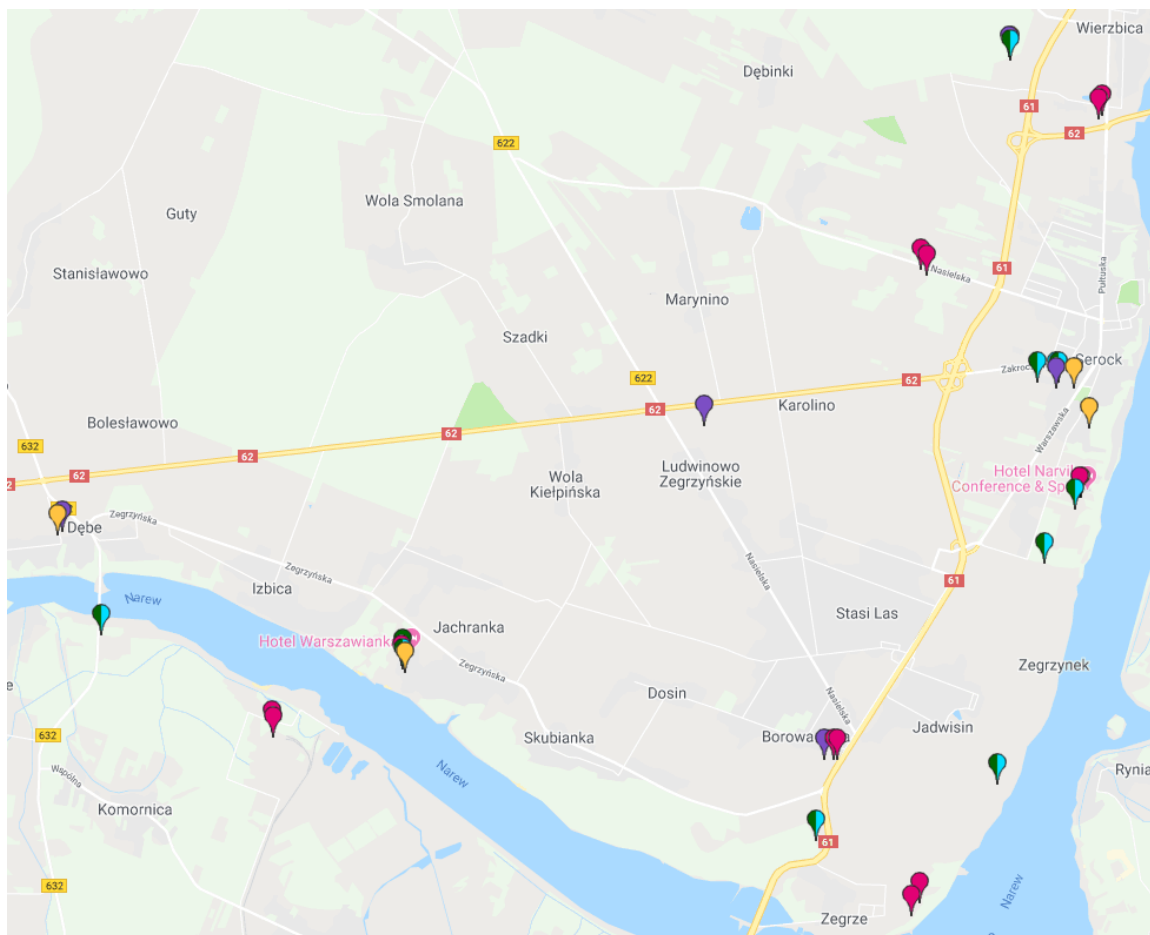 Wierzbica
Dębinki
61
62
622
Wola Smolana
Guty
Nasielska
61
Stanisławowo
Pułtuska
Marynino
Szadki
Serock
622
62
Karolino
62
Bolesławowo
62
62
632
62
62
Warszawska
Ludwinowo
Zegrzyńskie
Wola
Kiełpińska
Hotel Narvil
Conference & Sp
Dębe
Zegrzyńska
Zegrzyńska
Izbica
Narew
61
Nasielska
Stasi Las
Jachranka
Hotel Warszawianka
Zegrzyńska
Zegrzynek
Dosin
Nasielska
Jadwisin
Skubianka
632
Narew
Rynia
Wspólna
Komornica
61
632
Narew
Zegrze